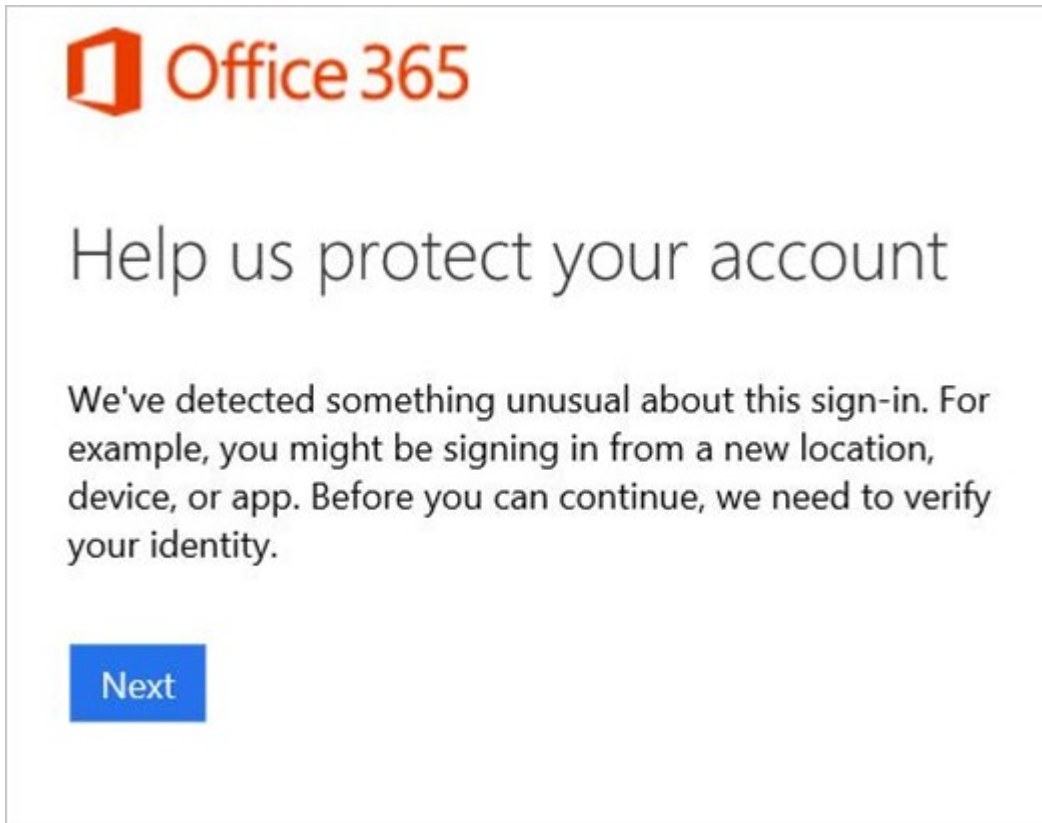 Office 365
Help us protect your account
We've detected something unusual about this sign-in. For
example, you might be signing in from a new location,
device, or app. Before you can continue, we need to verify
your identity.
Next